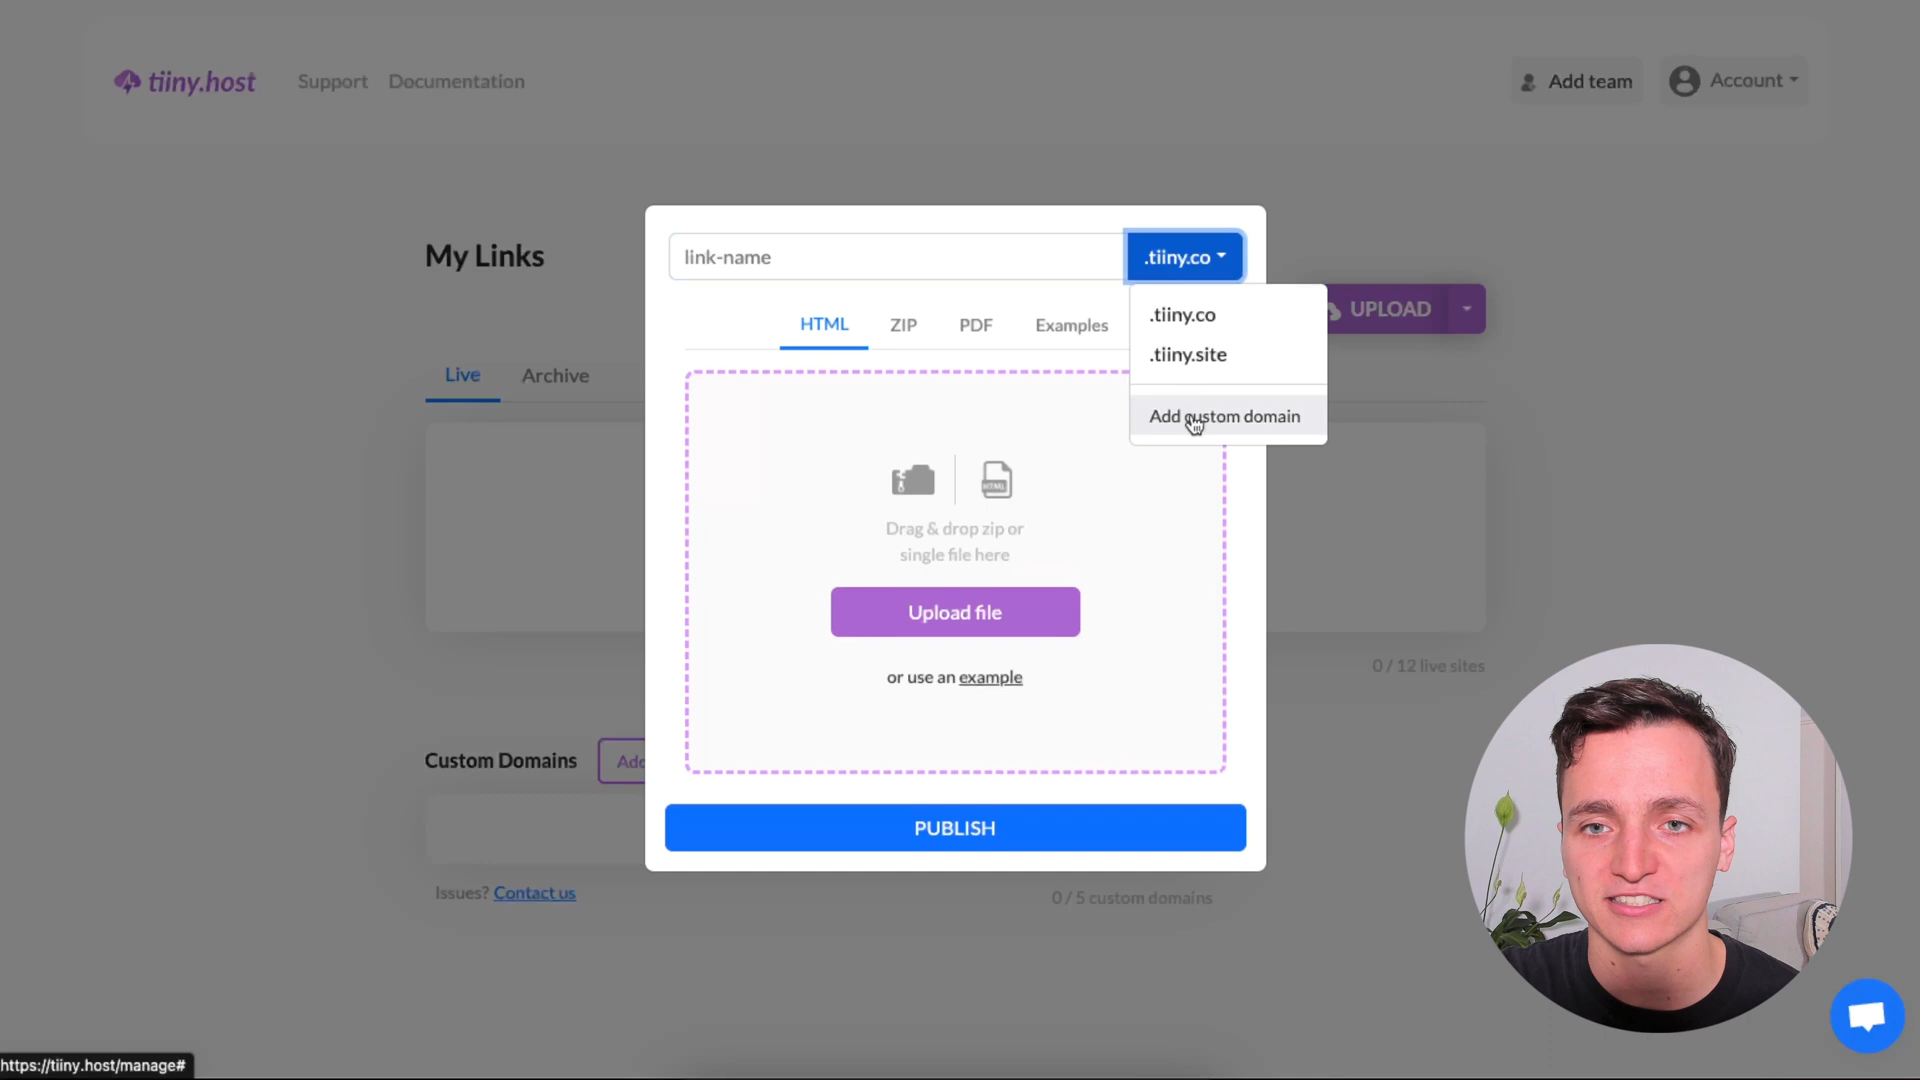 tiiny.host
Support
Documentation
Add team
Account
My Links
link-name
.tiiny.co
.tiiny.co
.tiiny.site
Add custom domain
UPLOAD
HTML
ZIP
PDF
Examples
Live
Archive
HTML
Drag & drop zip or
single file here
Upload file
or use an example
0 / 12 live sites
Custom Domains
Add
PUBLISH
Issues? Contact us
0 / 5 custom domains
https://tiiny.host/manage#